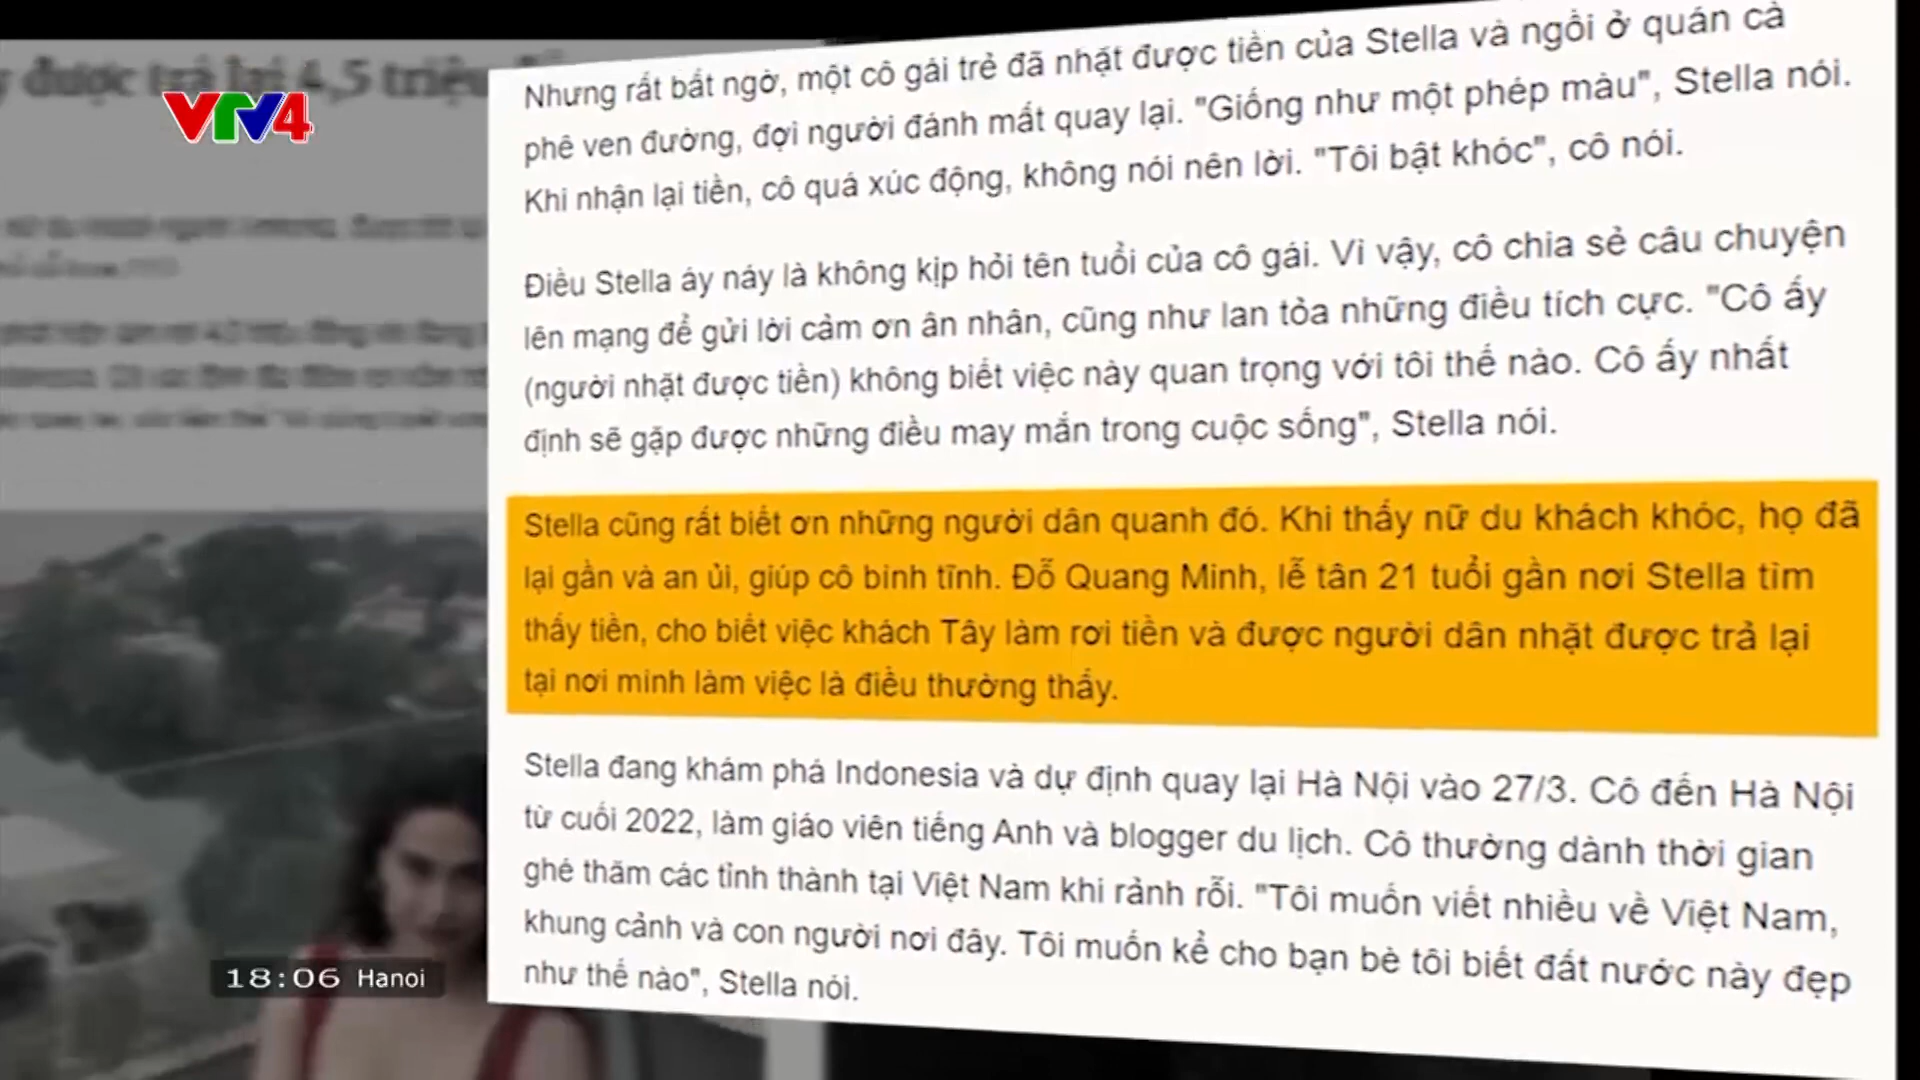 y được trả lại 4,5 triệu
VTV4
Nhưng rất bất ngờ, một cô gái trẻ đã nhặt được tiền của Stella và ngồi ở quán cà
phê ven đường, đợi người đánh mất quay lại. "Giống như một phép màu", Stella nói.
Khi nhận lại tiền, cô quá xúc động, không nói nên lời. "Tôi bật khóc", cô nói.
Điều Stella áy náy là không kịp hỏi tên tuổi của cô gái. Vì vậy, cô chia sẻ câu chuyện
lên mạng để gửi lời cảm ơn ân nhân, cũng như lan tỏa những điều tích cực. "Cô ấy
(người nhặt được tiền) không biết việc này quan trọng với tôi thế nào. Cô ấy nhất
định sẽ gặp được những điều may mắn trong cuộc sống", Stella nói.
Stella cũng rất biết ơn những người dân quanh đó. Khi thấy nữ du khách khóc, họ đã
lại gần và an ủi, giúp cô bình tĩnh. Đỗ Quang Minh, lễ tân 21 tuổi gần nơi Stella tìm
thấy tiền, cho biết việc khách Tây làm rơi tiền và được người dân nhặt được trả lại
tại nơi mình làm việc là điều thường thấy.
Stella đang khám phá Indonesia và dự định quay lại Hà Nội vào 27/3. Cô đến Hà Nội
từ cuối 2022, làm giáo viên tiếng Anh và blogger du lịch. Cô thường dành thời gian
ghé thăm các tỉnh thành tại Việt Nam khi rảnh rỗi. "Tôi muốn viết nhiều về Việt Nam,
khung cảnh và con người nơi đây. Tôi muốn kể cho bạn bè tôi biết đất nước này đẹp
như thế nào", Stella nói.
18:06 Hanoi